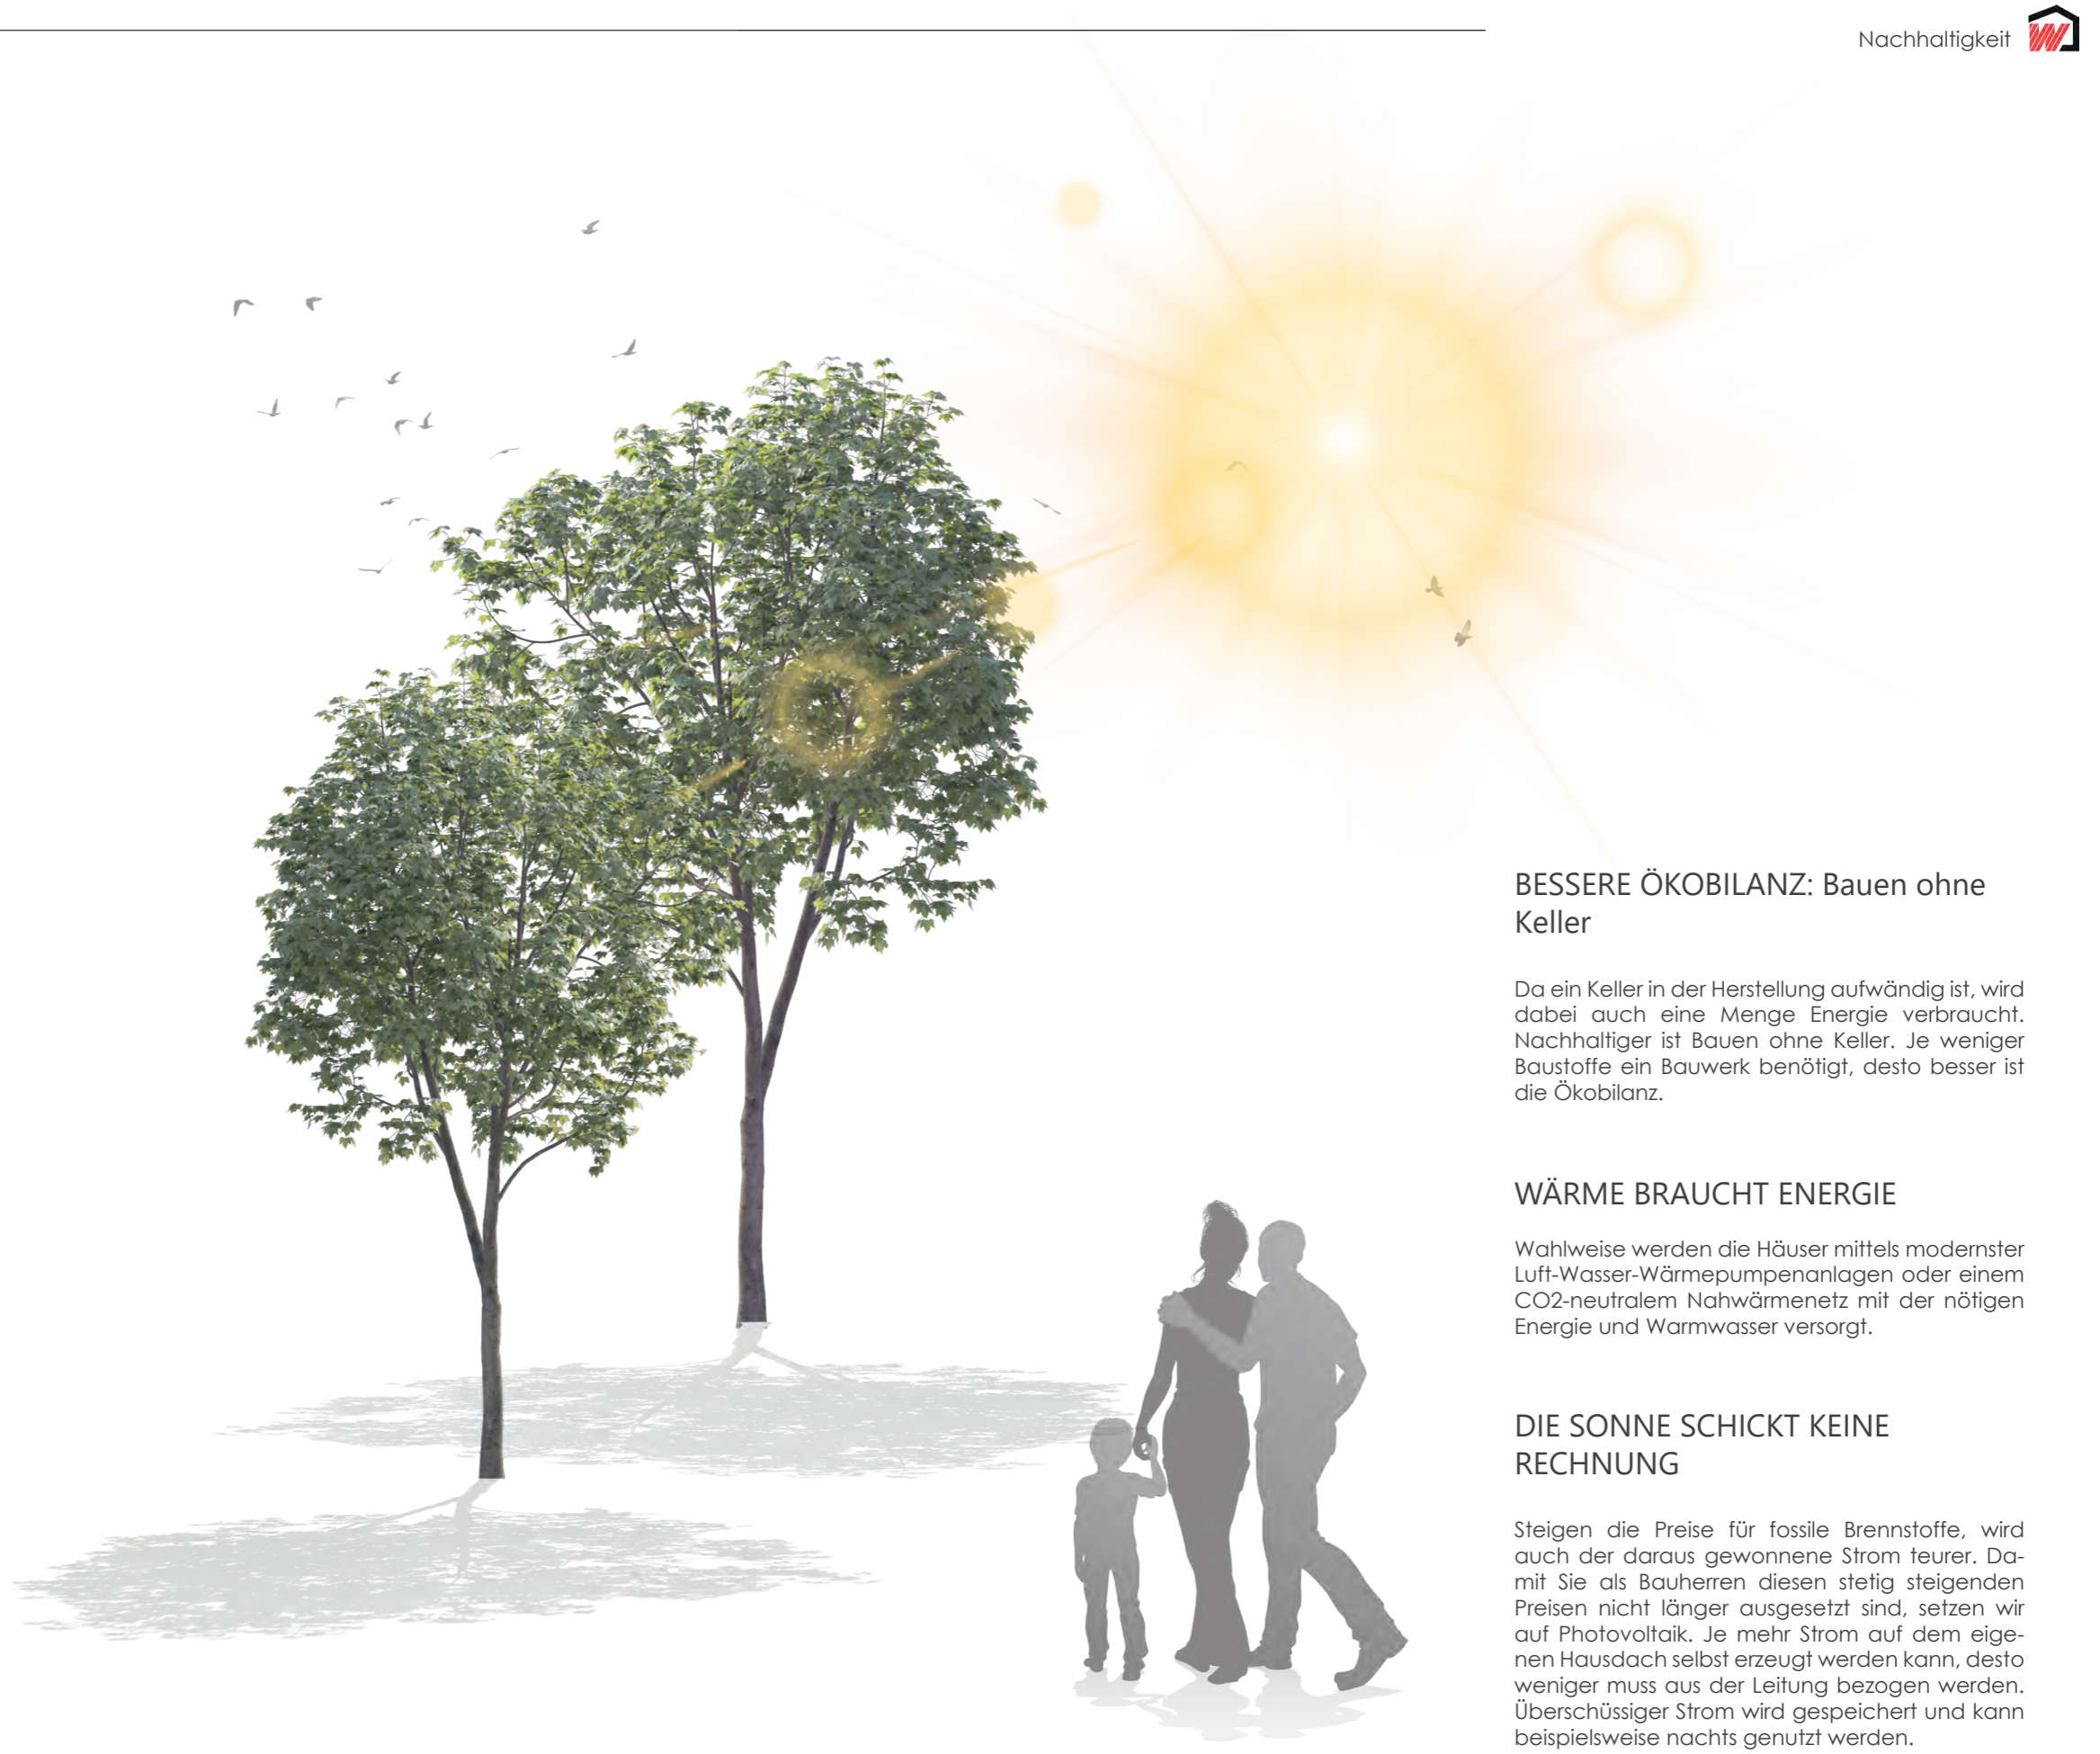 Nachhaltigkeit
BESSERE ÖKOBILANZ: Bauen ohne
Keller
Da ein Keller in der Herstellung aufwändig ist, wird
dabei auch eine Menge Energie verbraucht.
Nachhaltiger ist Bauen ohne Keller. Je weniger
Baustoffe ein Bauwerk benötigt, desto besser ist
die Ökobilanz.
WÄRME BRAUCHT ENERGIE
Wahlweise werden die Häuser mittels modernster
Luft-Wasser-Wärmepumpenanlagen oder einem
CO2-neutralem Nahwärmenetz mit der nötigen
Energie und Warmwasser versorgt.
DIE SONNE SCHICKT KEINE
RECHNUNG
Steigen die Preise für fossile Brennstoffe, wird
auch der daraus gewonnene Strom teurer. Da-
mit Sie als Bauherren diesen stetig steigenden
Preisen nicht länger ausgesetzt sind, setzen wir
auf Photovoltaik. Je mehr Strom auf dem eige-
nen Hausdach selbst erzeugt werden kann, desto
weniger muss aus der Leitung bezogen werden.
Überschüssiger Strom wird gespeichert und kann
beispielsweise nachts genutzt werden.